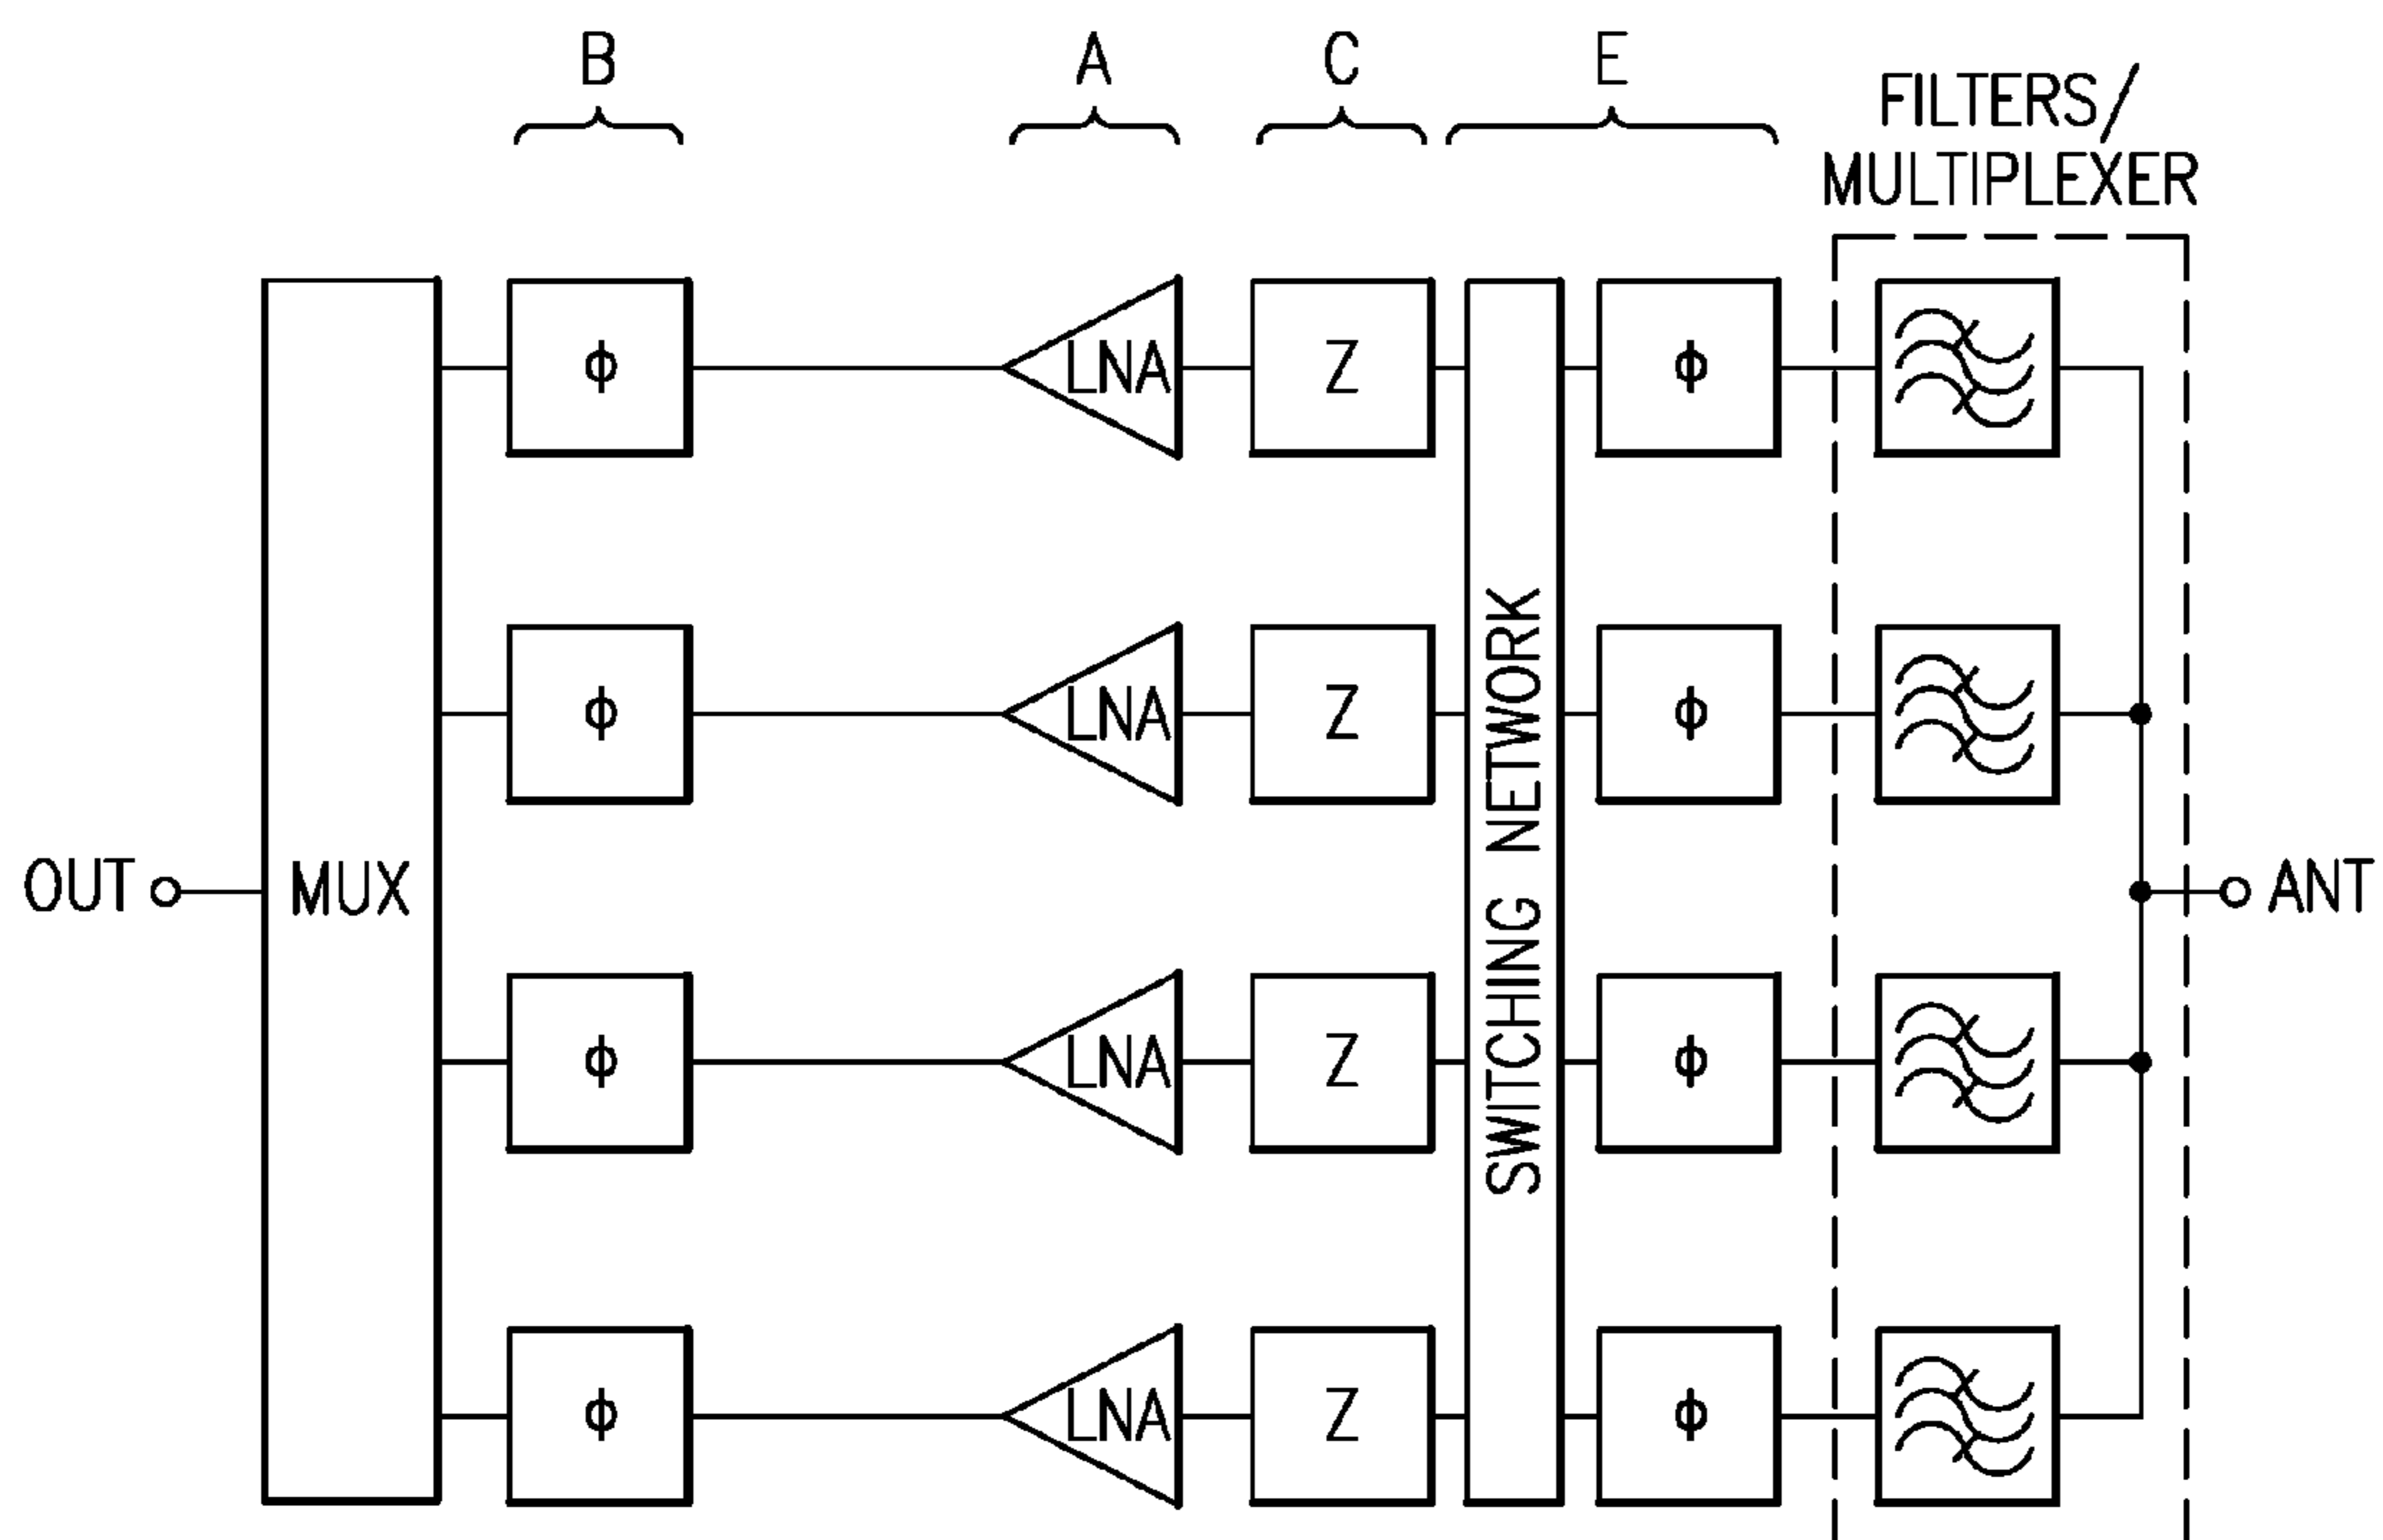 B A C E
FILTERS/
MULTIPLEXER
ϕ LNA Z ϕ
ϕ LNA Z ϕ
SWITCHING NETWORK
OUT MUX ANT
ϕ LNA Z ϕ
ϕ LNA Z ϕ